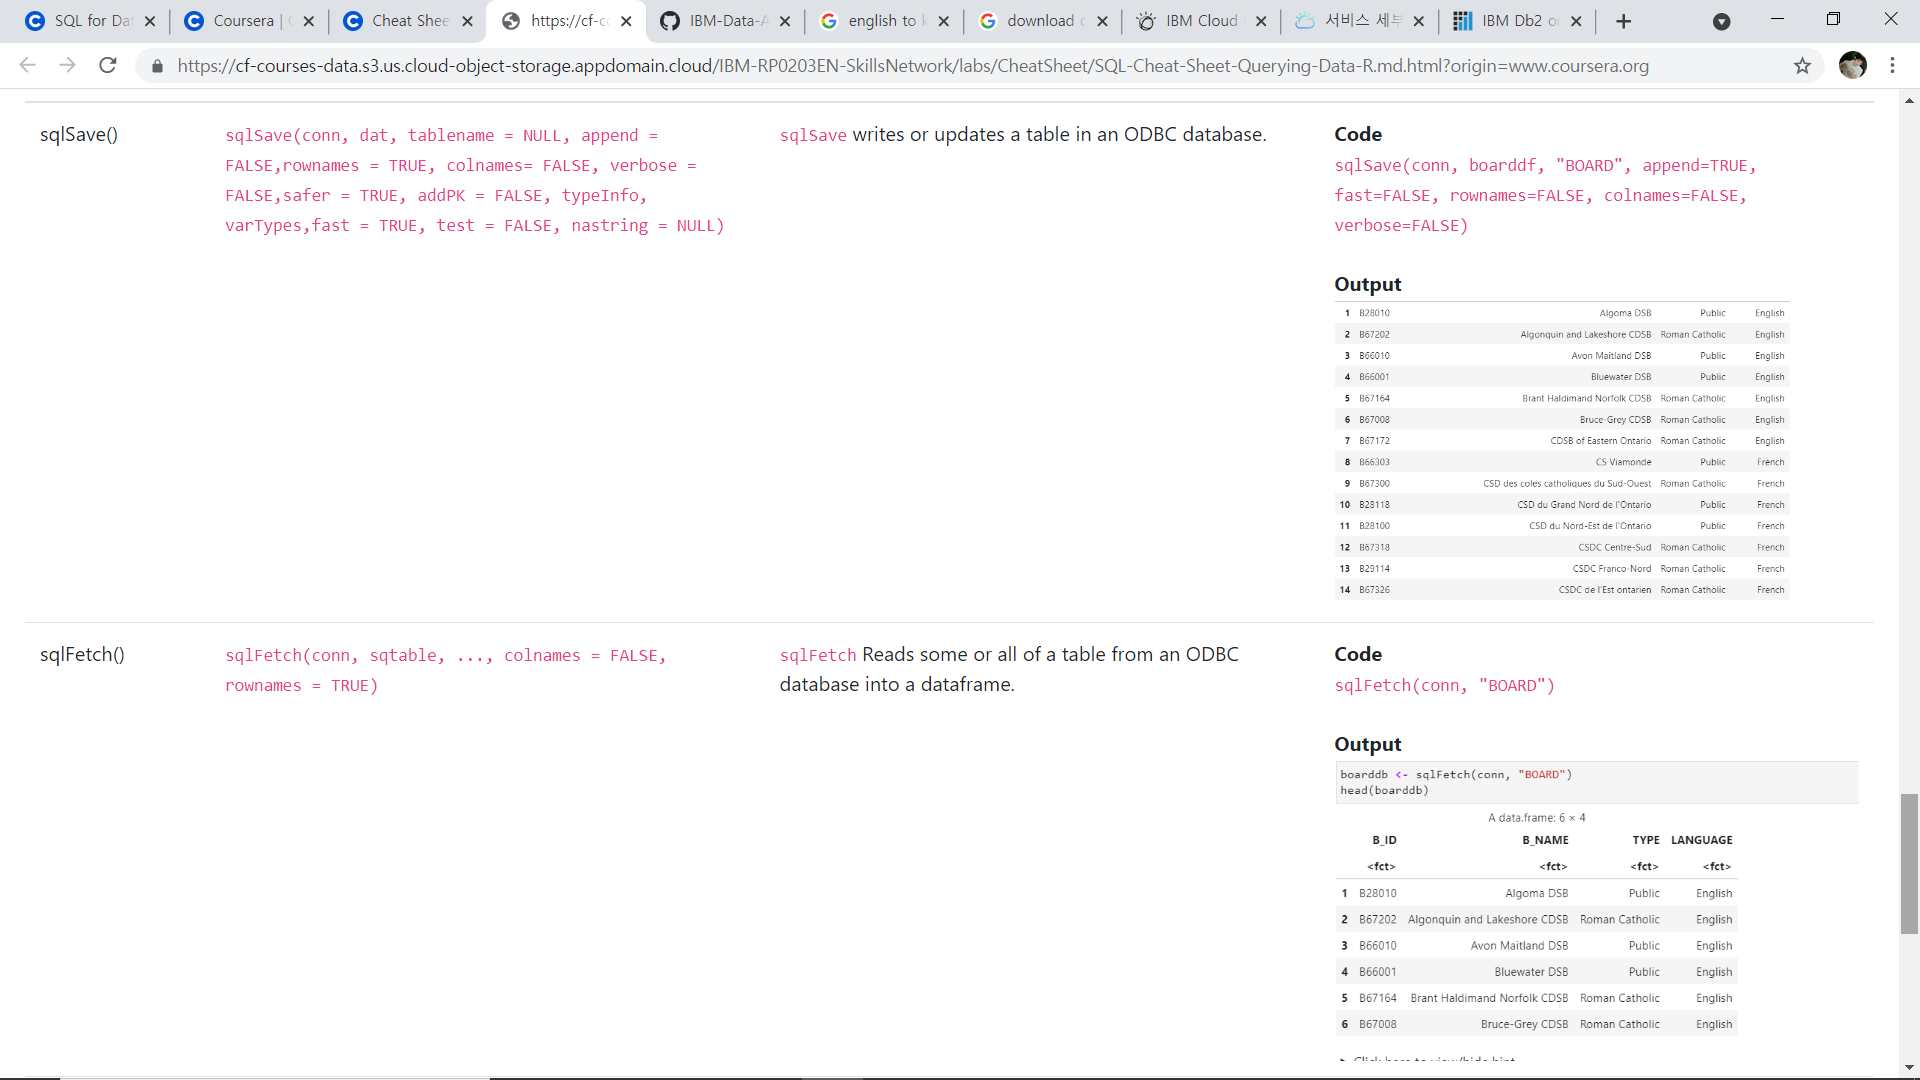 SQL for Dat
Coursera |
Cheat Shee
https://cf-co
IBM-Data-A
english to k
download c
IBM Cloud
서비스 세부
IBM Db2 o
https://cf-courses-data.s3.us.cloud-object-storage.appdomain.cloud/IBM-RP0203EN-SkillsNetwork/labs/CheatSheet/SQL-Cheat-Sheet-Querying-Data-R.md.html?origin=www.coursera.org
sqlSave()
sqlSave(conn, dat, tablename = NULL, append =
FALSE,rownames = TRUE, colnames= FALSE, verbose =
FALSE,safer = TRUE, addPK = FALSE, typeInfo,
varTypes,fast = TRUE, test = FALSE, nastring = NULL)
sqlSave writes or updates a table in an ODBC database.
Code
sqlSave(conn, boarddf, "BOARD", append=TRUE,
fast=FALSE, rownames=FALSE, colnames=FALSE,
verbose=FALSE)
Output
1 B28010 Algoma DSB Public English
2 B67202 Algonquin and Lakeshore CDSB Roman Catholic English
3 B66010 Avon Maitland DSB Public English
4 B66001 Bluewater DSB Public English
5 B67164 Brant Haldimand Norfolk CDSB Roman Catholic English
6 B67008 Bruce-Grey CDSB Roman Catholic English
7 B67172 CDSB of Eastern Ontario Roman Catholic English
8 B66303 CS Viamonde Public French
9 B67300 CSD des coles catholiques du Sud-Ouest Roman Catholic French
10 B28118 CSD du Grand Nord de l'Ontario Public French
11 B28100 CSD du Nord-Est de l'Ontario Public French
12 B67318 CSDC Centre-Sud Roman Catholic French
13 B29114 CSDC Franco-Nord Roman Catholic French
14 B67326 CSDC de l'Est ontarien Roman Catholic French
sqlFetch()
sqlFetch(conn, sqtable, ..., colnames = FALSE,
rownames = TRUE)
sqlFetch Reads some or all of a table from an ODBC
database into a dataframe.
Code
sqlFetch(conn, "BOARD")
Output
boarddb <- sqlFetch(conn, "BOARD")
head(boarddb)
A data.frame: 6 × 4
B_ID B_NAME TYPE LANGUAGE
<fct> <fct> <fct> <fct>
1 B28010 Algoma DSB Public English
2 B67202 Algonquin and Lakeshore CDSB Roman Catholic English
3 B66010 Avon Maitland DSB Public English
4 B66001 Bluewater DSB Public English
5 B67164 Brant Haldimand Norfolk CDSB Roman Catholic English
6 B67008 Bruce-Grey CDSB Roman Catholic English
Click here to view/hide hint